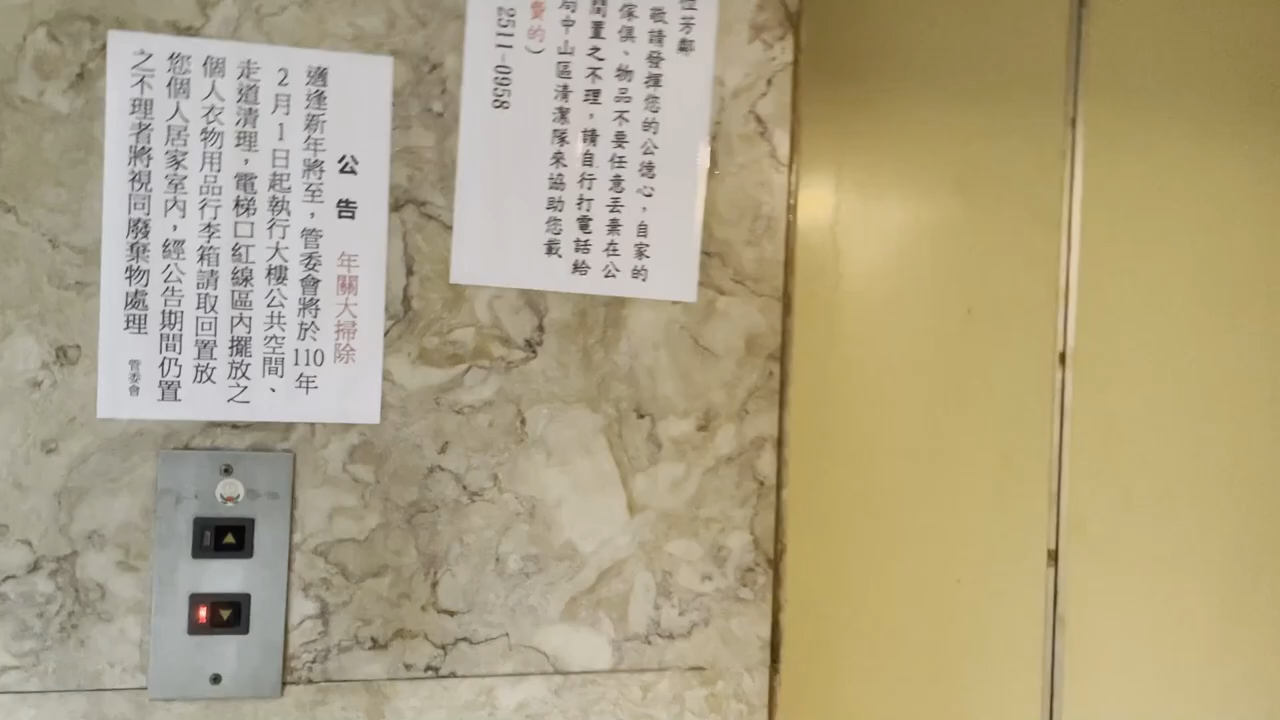 公告 年關大掃除
適逢新年將至，管委會將於110年
2月1日起執行大樓公共空間、
走道清理，電梯口紅線區內擺放之
個人衣物用品行李箱請取回置放
您個人居家室內，經公告期間仍置
之不理者將視同廢棄物處理
管委會
位芳鄰
敬請發揮您的公德心，自家的
傢俱、物品不要任意丟棄在公
閒置之不理，請自行打電話給
局中山區清潔隊來協助您載
費的）
2511-0958